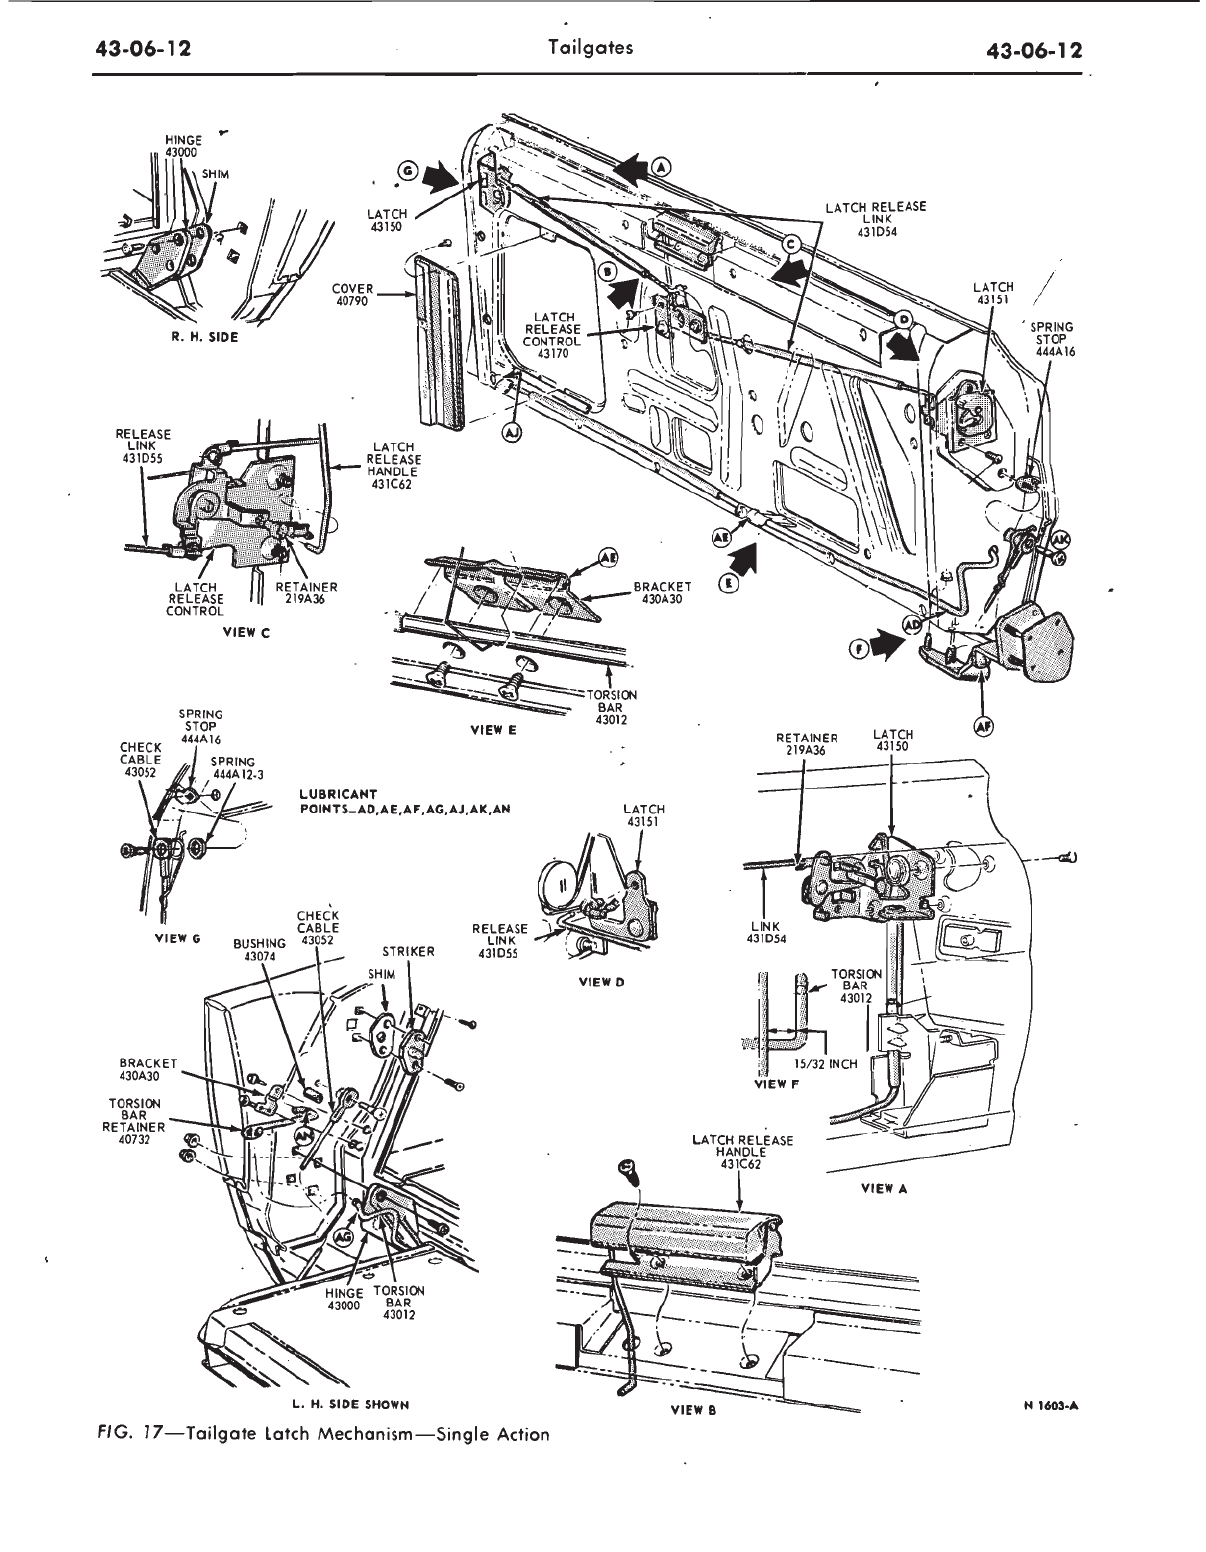 43-06-12
Tailgates
43-06-12
HINGE
43000
SHIM
R. H. SIDE
G
A
LATCH
43150
LATCH RELEASE
LINK
431D54
C
B
COVER
40790
LATCH
RELEASE
CONTROL
43170
D
LATCH
43151
SPRING
STOP
444A16
AJ
AE
E
AK
AD
F
AF
RELEASE
LINK
431D55
LATCH
RELEASE
HANDLE
431C62
LATCH
RELEASE
CONTROL
RETAINER
219A36
VIEW C
AE
BRACKET
430A30
TORSION
BAR
43012
VIEW E
SPRING
STOP
444A16
CHECK
CABLE
43052
SPRING
444A12-3
VIEW G
LUBRICANT
POINTS—AD,AE,AF,AG,AJ,AK,AN
LATCH
43151
RELEASE
LINK
431D55
VIEW D
RETAINER
219A36
LATCH
43150
LINK
431D54
TORSION
BAR
43012
15/32 INCH
VIEW F
VIEW A
BUSHING
43074
CHECK
CABLE
43052
STRIKER
SHIM
BRACKET
430A30
TORSION
BAR
RETAINER
40732
AG
HINGE
43000
TORSION
BAR
43012
L. H. SIDE SHOWN
LATCH RELEASE
HANDLE
431C62
VIEW B
N 1603-A
FIG. 17—Tailgate Latch Mechanism—Single Action